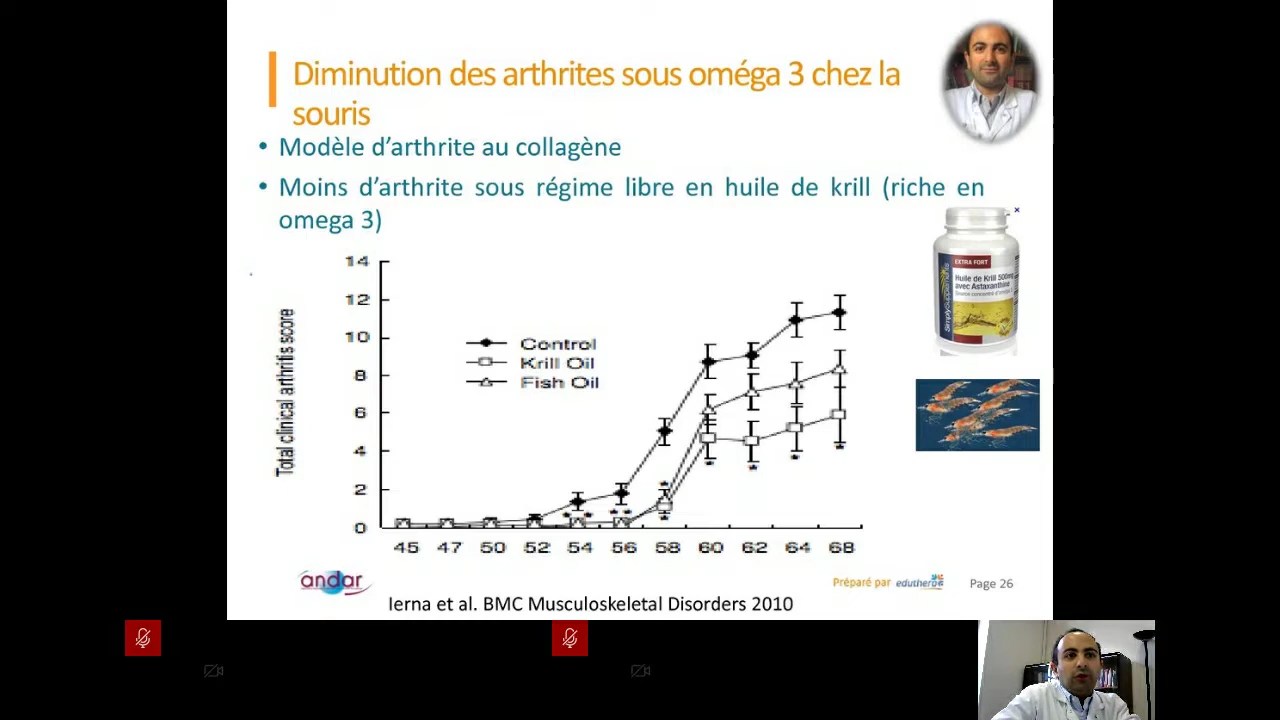 Diminution des arthrites sous oméga 3 chez la
souris
• Modèle d’arthrite au collagène
• Moins d’arthrite sous régime libre en huile de krill (riche en
omega 3)
EXTRA FORT
Huile de Krill 500mg
avec Astaxanthine
SimplySupplements
Total clinical arthritis score
14
12
10
8
6
4
2
0
Control
Krill Oil
Fish Oil
45 47 50 52 54 56 58 60 62 64 68
andar
Préparé par eduthera
Page 26
Ierna et al. BMC Musculoskeletal Disorders 2010